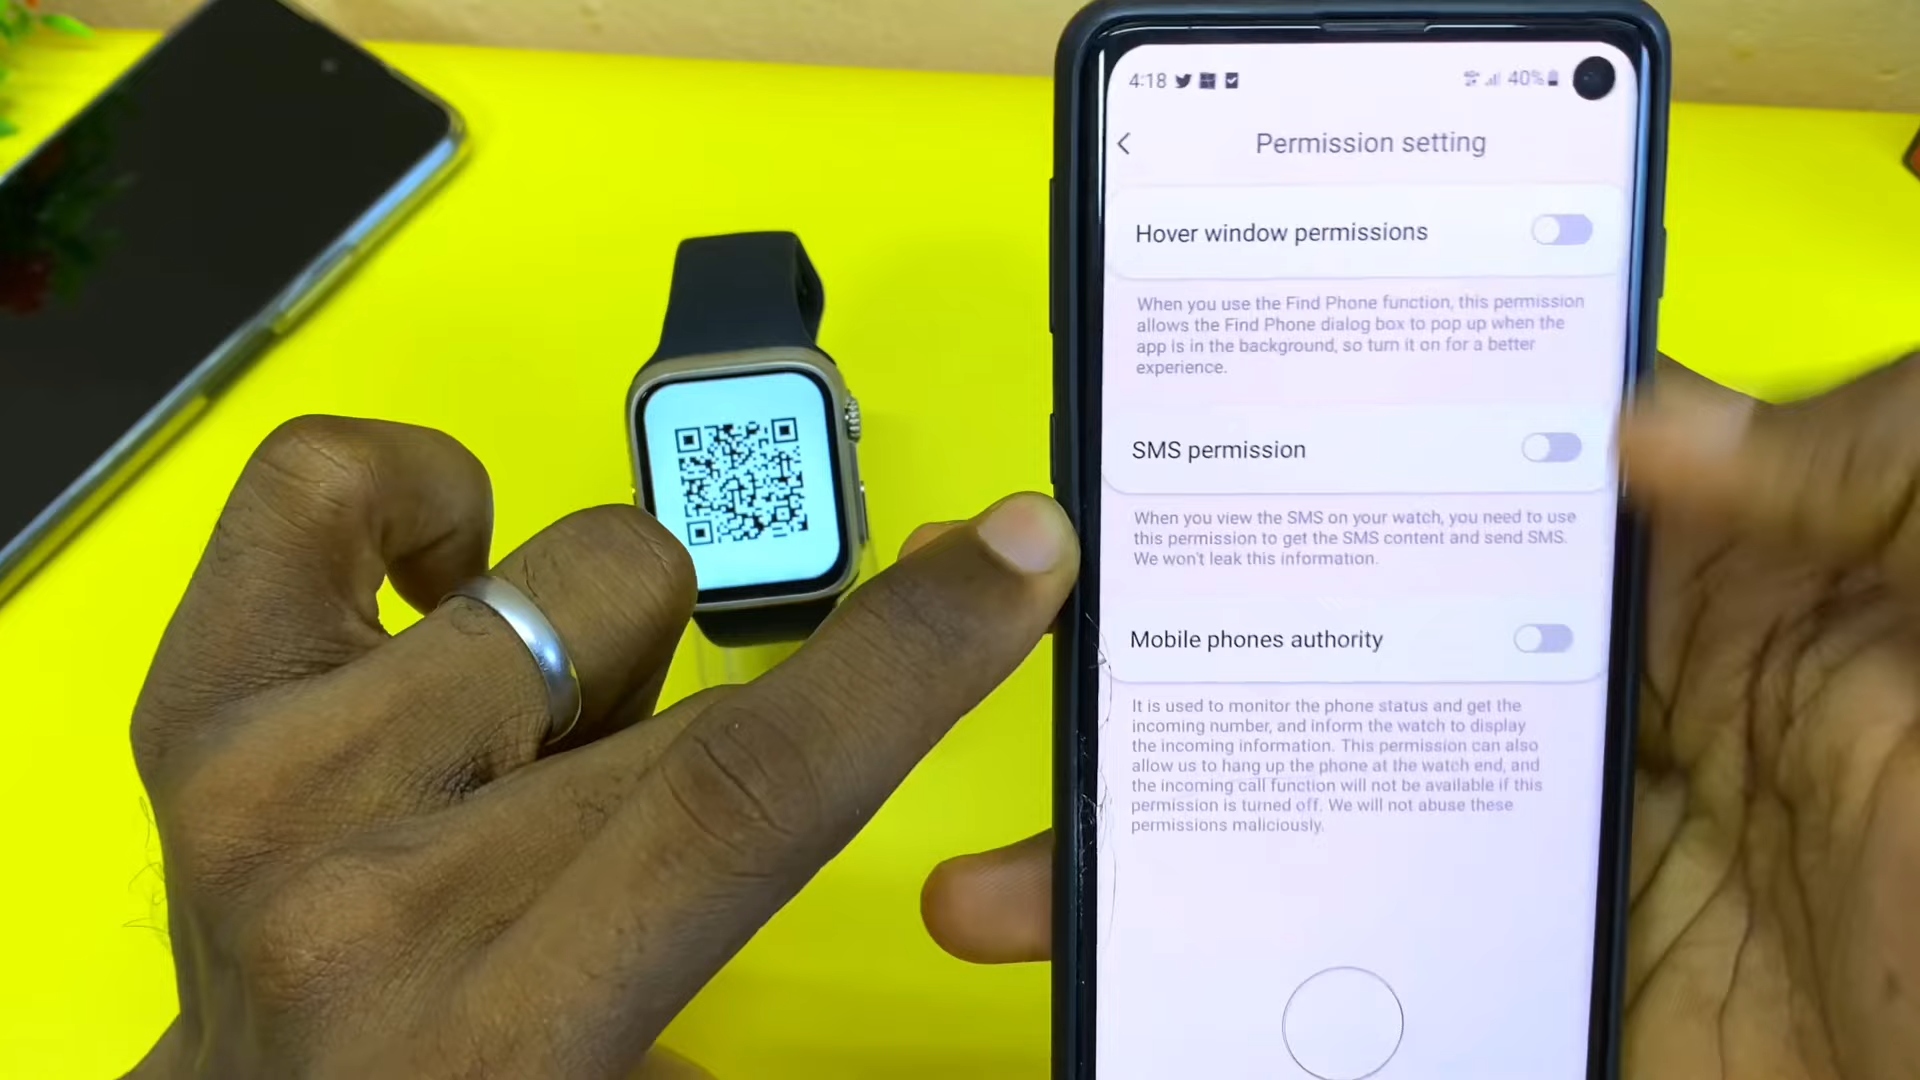 4:18
40%
Permission setting
Hover window permissions
When you use the Find Phone function, this permission
allows the Find Phone dialog box to pop up when the
app is in the background, so turn it on for a better
experience.
SMS permission
When you view the SMS on your watch, you need to use
this permission to get the SMS content and send SMS.
We won't leak this information.
Mobile phones authority
It is used to monitor the phone status and get the
incoming number, and inform the watch to display
the incoming information. This permission can also
allow us to hang up the phone at the watch end, and
the incoming call function will not be available if this
permission is turned off. We will not abuse these
permissions maliciously.